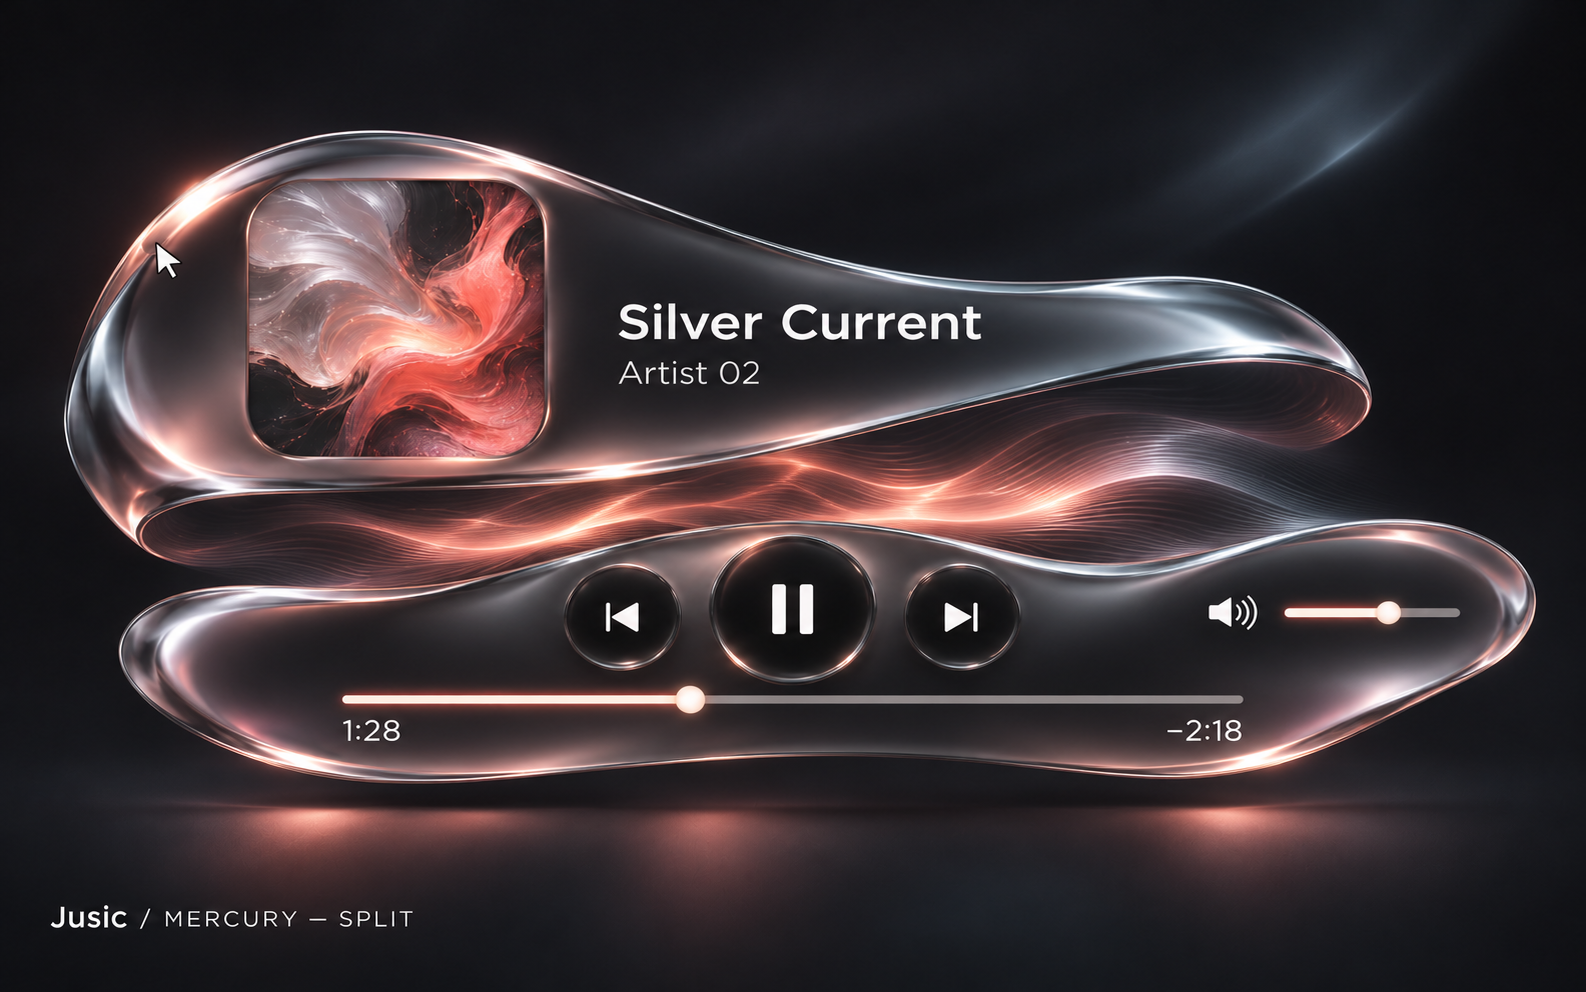 Silver Current
Artist 02
1:28
−2:18
Jusic / MERCURY — SPLIT